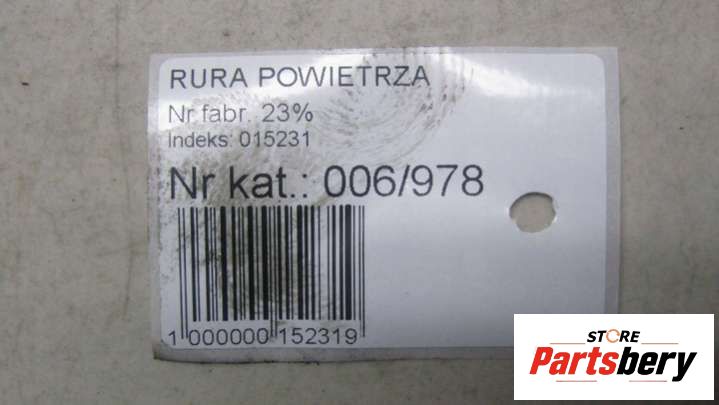 RURA POWIETRZA
Nr fabr. 23%
Indeks: 015231
Nr kat.: 006/978
1 000000 152319
STORE
Partsbery